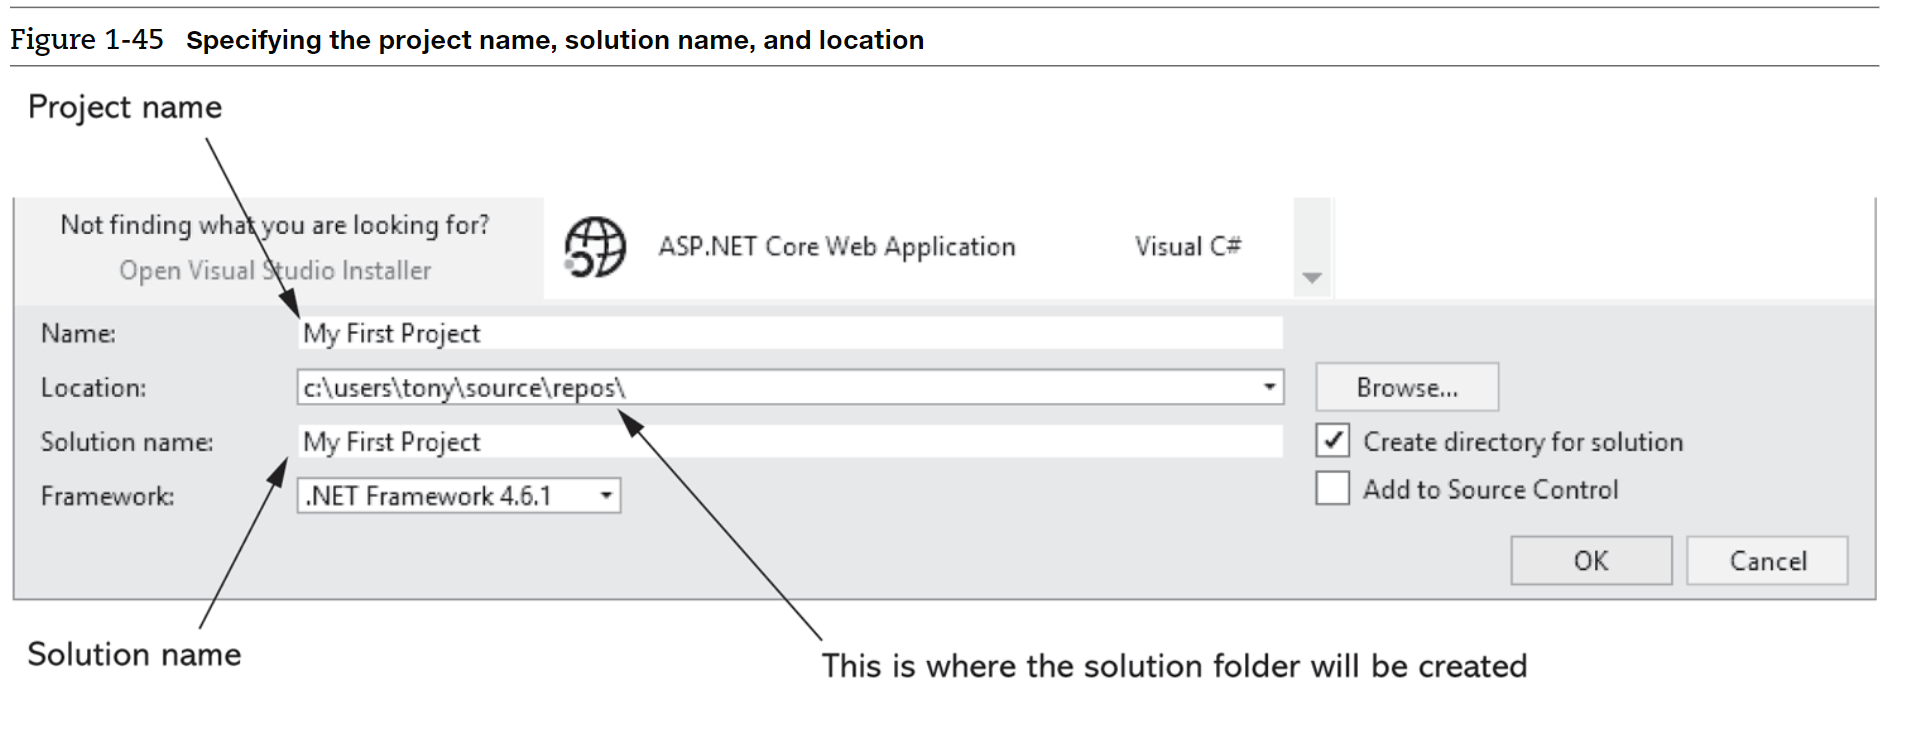 Figure 1-45 Specifying the project name, solution name, and location
Project name
Not finding what you are looking for?
Open Visual Studio Installer
ASP.NET Core Web Application Visual C#
Name: My First Project
Location: c:\users\tony\source\repos\ Browse...
Solution name: My First Project Create directory for solution
Framework: .NET Framework 4.6.1 Add to Source Control
OK Cancel
Solution name
This is where the solution folder will be created